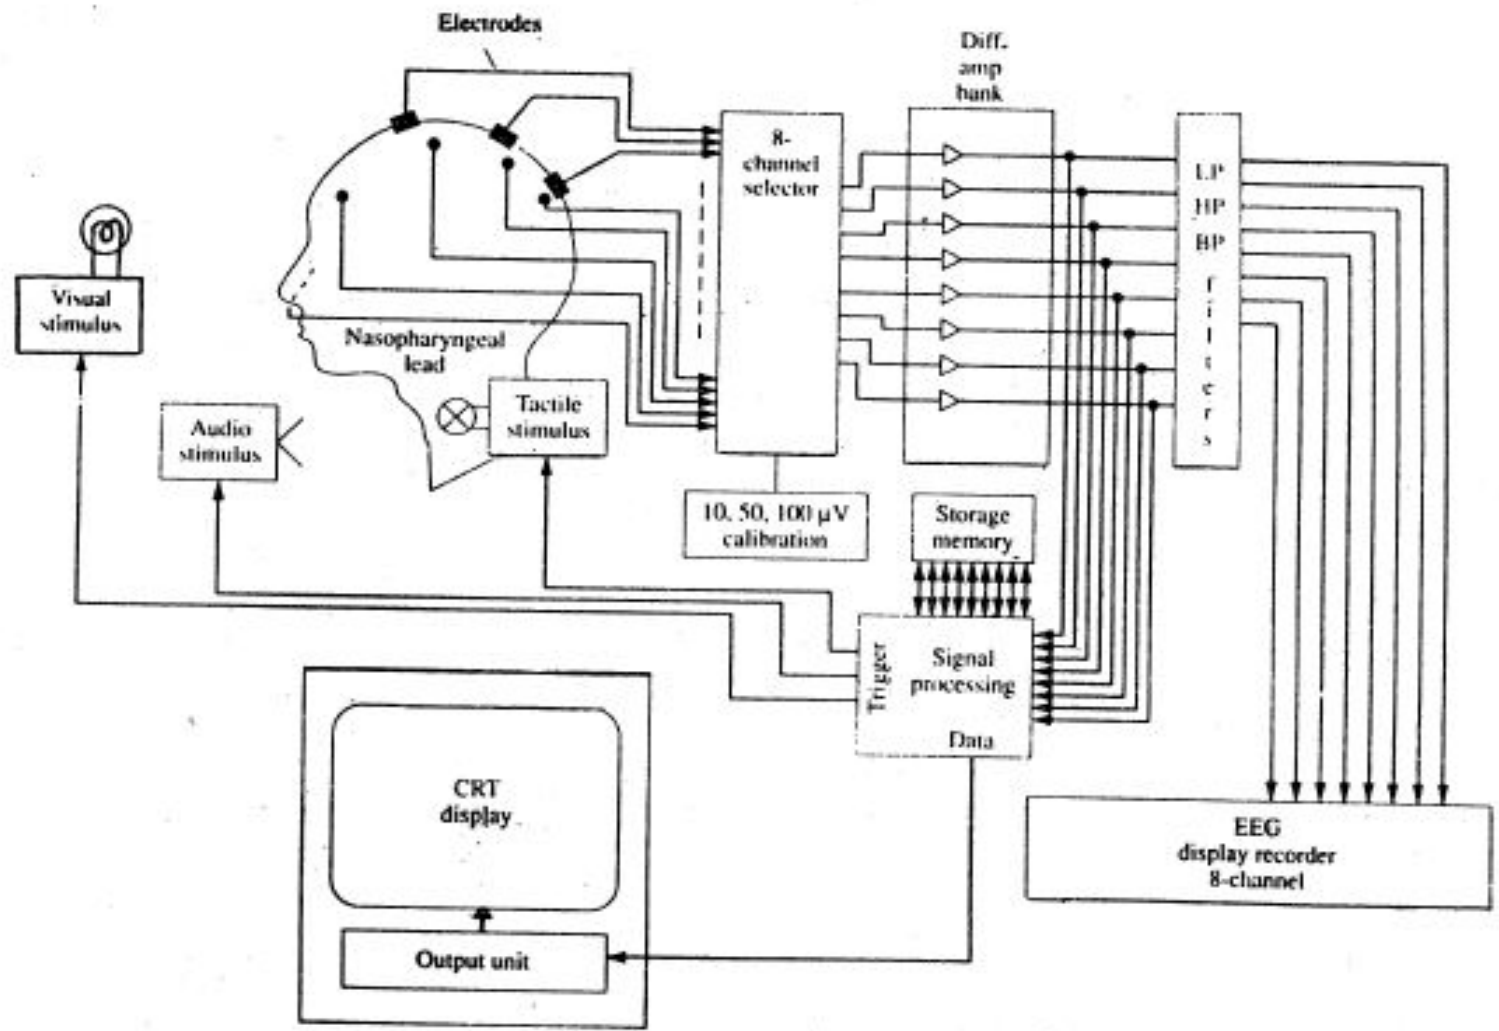 Electrodes
Diff-
amp
bank
8-
channel
selector
LP
HP
BP
f
i
l
t
e
r
s
Visual
stimulus
Nasopharyngeal
lead
Tactile
stimulus
Audio
stimulus
10, 50, 100 μV
calibration
Storage
memory
Trigger
Signal
processing
Data
CRT
display
EEG
display recorder
8-channel
Output unit